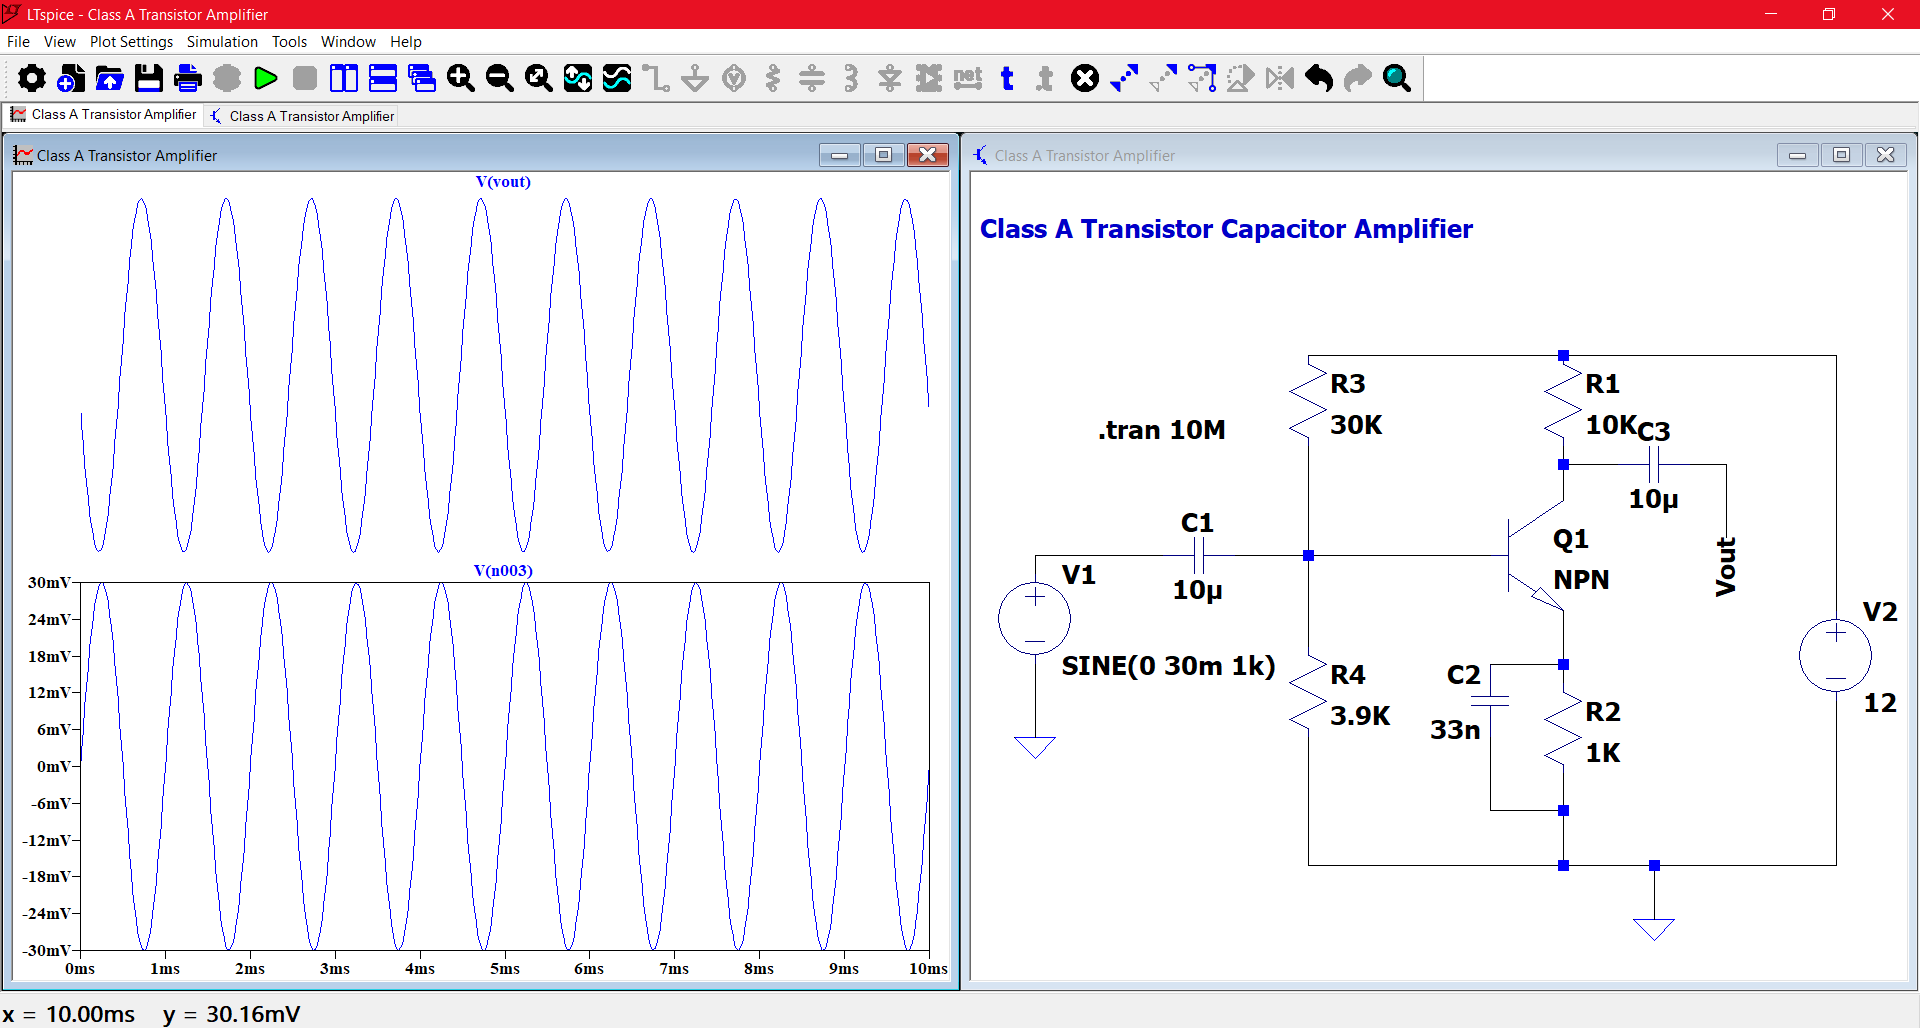 LTspice - Class A Transistor Amplifier
File View Plot Settings Simulation Tools Window Help
net t .t
Class A Transistor Amplifier Class A Transistor Amplifier
Class A Transistor Amplifier
V(vout)
V(n003)
30mV
24mV
18mV
12mV
6mV
0mV
-6mV
-12mV
-18mV
-24mV
-30mV
0ms 1ms 2ms 3ms 4ms 5ms 6ms 7ms 8ms 9ms 10ms
Class A Transistor Amplifier
Class A Transistor Capacitor Amplifier
R3
30K
R1
10K
C3
10µ
.tran 10M
C1
10µ
Q1
NPN
Vout
V1
SINE(0 30m 1k)
R4
3.9K
C2
33n
R2
1K
V2
12
x = 10.00ms y = 30.16mV